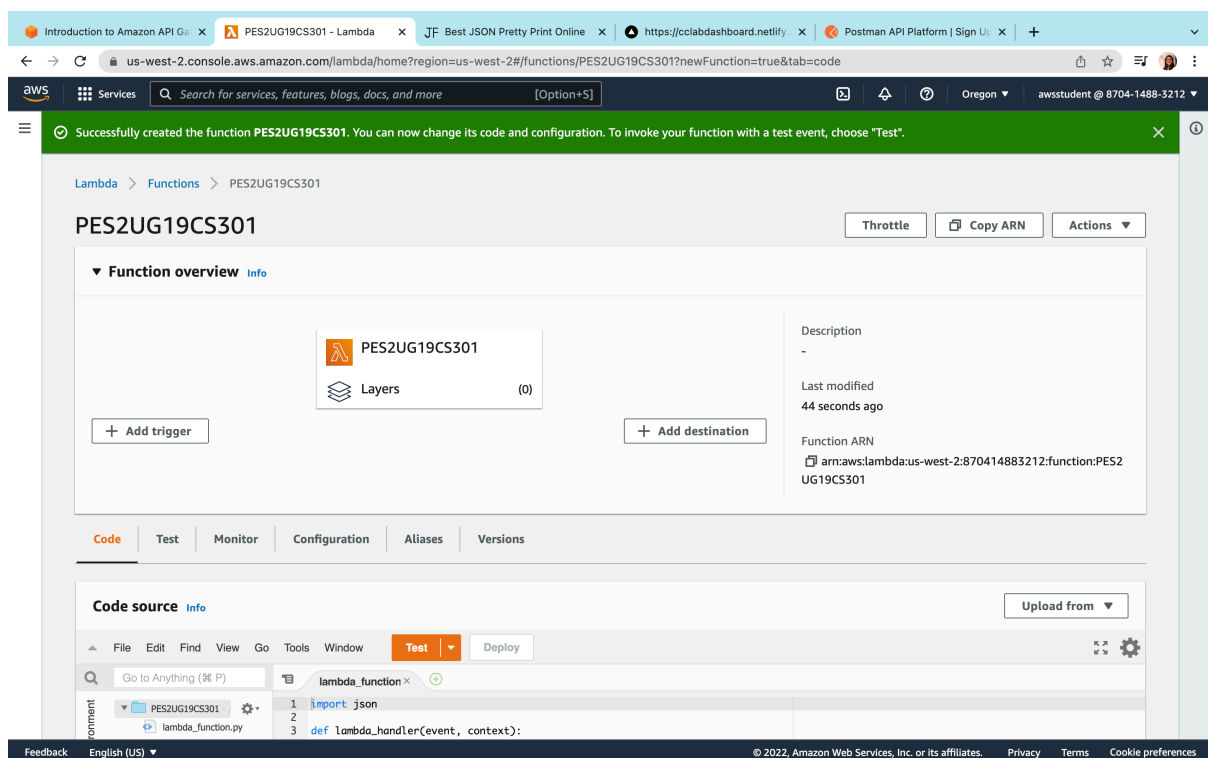 Introduction to Amazon API Ga
PES2UG19CS301 - Lambda
JF Best JSON Pretty Print Online
https://cclabdashboard.netlify.
Postman API Platform | Sign Up
us-west-2.console.aws.amazon.com/lambda/home?region=us-west-2#/functions/PES2UG19CS301?newFunction=true&tab=code
aws Services Search for services, features, blogs, docs, and more [Option+S] Oregon ▼ awsstudent @ 8704-1488-3212 ▼
Successfully created the function PES2UG19CS301. You can now change its code and configuration. To invoke your function with a test event, choose "Test".
Lambda > Functions > PES2UG19CS301
PES2UG19CS301 Throttle Copy ARN Actions ▼
▼ Function overview Info
PES2UG19CS301
Layers (0)
+ Add trigger
+ Add destination
Description
-
Last modified
44 seconds ago
Function ARN
arn:aws:lambda:us-west-2:870414883212:function:PES2
UG19CS301
Code Test Monitor Configuration Aliases Versions
Code source Info Upload from ▼
File Edit Find View Go Tools Window Test Deploy
Go to Anything (⌘ P) lambda_function ×
PES2UG19CS301 1 import json
lambda_function.py 2
3 def lambda_handler(event, context):
Feedback English (US) ▼ © 2022, Amazon Web Services, Inc. or its affiliates. Privacy Terms Cookie preferences